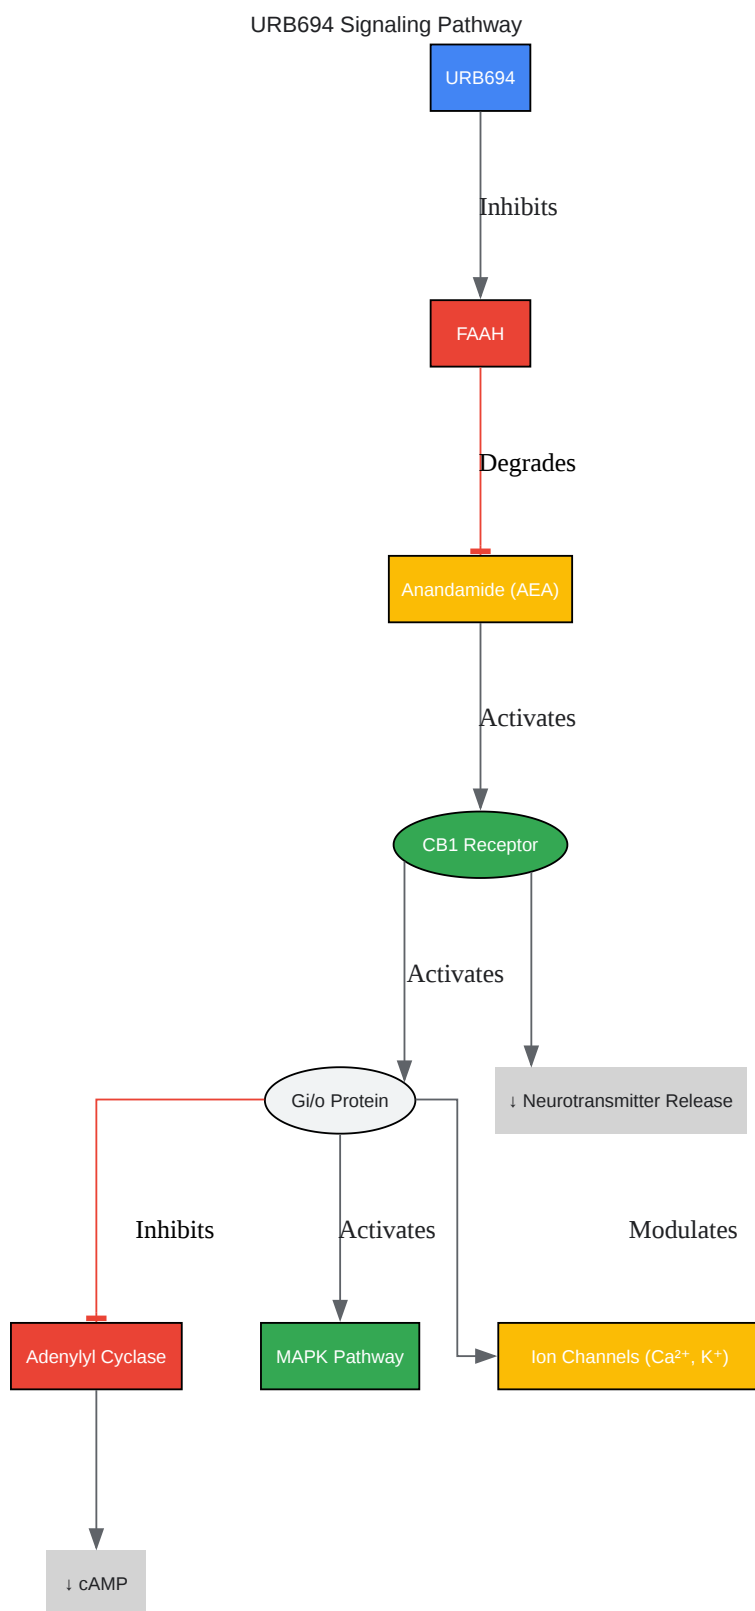 URB694 Signaling Pathway
URB694
Inhibits
FAAH
Degrades
Anandamide (AEA)
Activates
CB1 Receptor
Activates
Gi/o Protein
↓ Neurotransmitter Release
Inhibits
Activates
Modulates
Adenylyl Cyclase
MAPK Pathway
Ion Channels (Ca²⁺, K⁺)
↓ cAMP